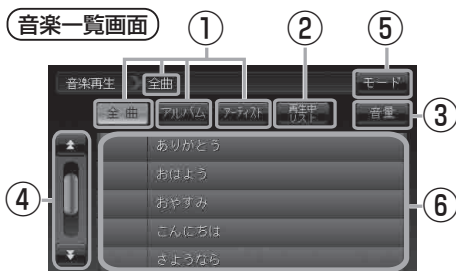 音楽一覧画面
① ② ⑤
音楽再生 全曲 モード
全曲 アルバム アーティスト 再生中リスト 音量 ③
ありがとう
おはよう
④ おやすみ ⑥
こんにちは
さようなら